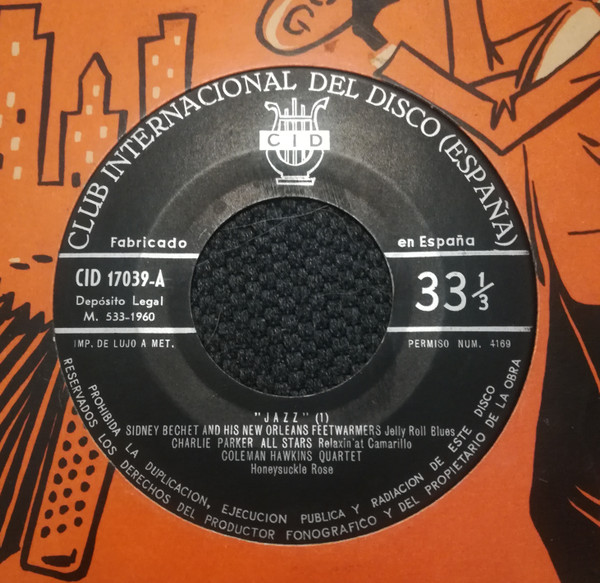 CLUB INTERNACIONAL DEL DISCO (ESPAÑA)
CID
Fabricado en España
CID 17039-A
Depósito Legal
M. 533-1960
33 1/3
IMP. DE LUJO A MET.
PERMISO NUM. 4169
"JAZZ" (1)
SIDNEY BECHET AND HIS NEW ORLEANS FEETWARMERS Jelly Roll Blues
CHARLIE PARKER ALL STARS Relaxin'at Camarillo
COLEMAN HAWKINS QUARTET
Honeysuckle Rose
PROHIBIDA LA DUPLICACION, EJECUCION PUBLICA Y RADIACION DE ESTE DISCO
RESERVADOS LOS DERECHOS DEL PRODUCTOR FONOGRAFICO Y DEL PROPIETARIO DE LA OBRA